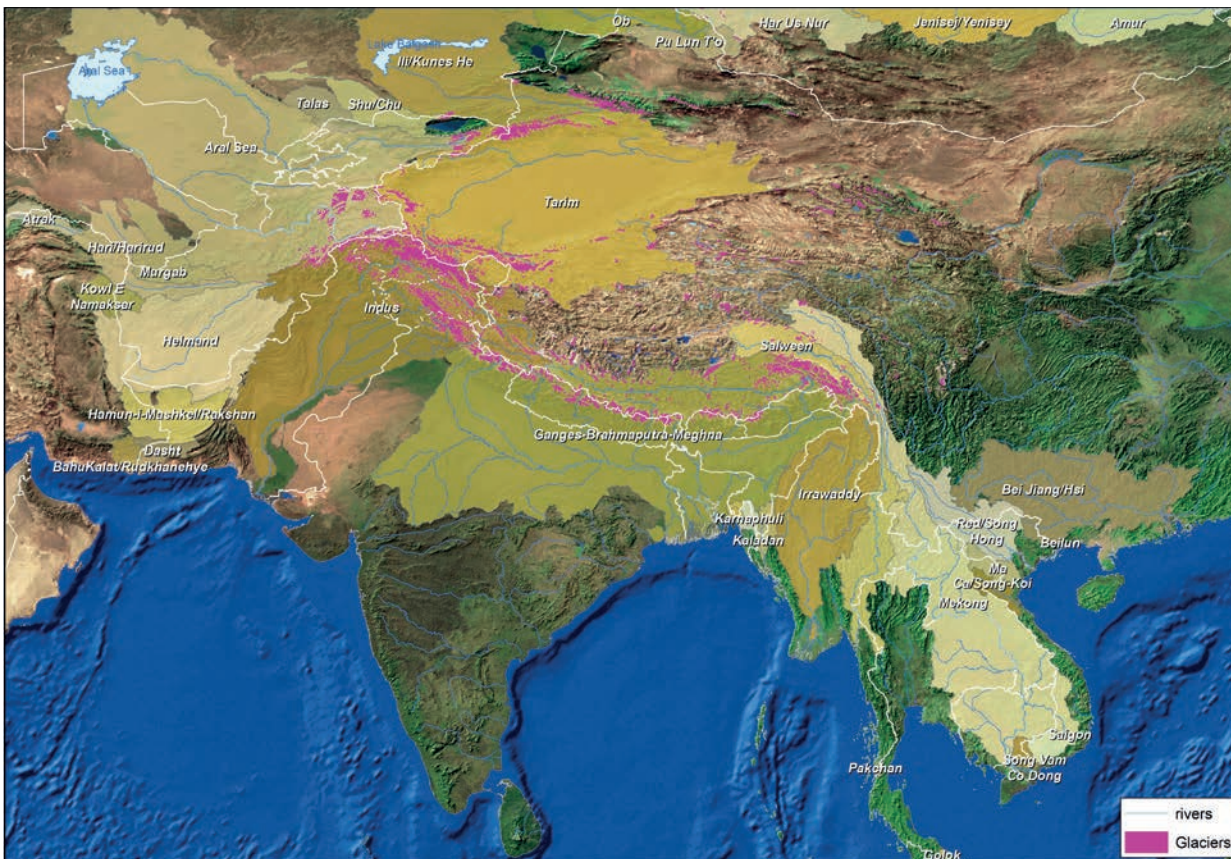 Ob
Har Us Nur
Jenisej/Yenisey
Amur
Pu Lun T'o
Lake Balqash
Ili/Kunes He
Aral Sea
Talas
Shu/Chu
Aral Sea
Tarim
Atrak
Hari/Harirud
Margab
Kowl E
Namaksar
Indus
Helmand
Salween
Hamun-i-Mashkel/Rakshan
Dasht
BahuKalat/Rudkhanehye
Ganges-Brahmaputra-Meghna
Irrawaddy
Bei Jiang/Hsi
Karnaphuli
Kaladan
Red/Song
Hong
Beilun
Ma
Ca/Song-Koi
Mekong
Saigon
Song Vam
Co Dong
Pakchan
Golok
rivers
Glaciers